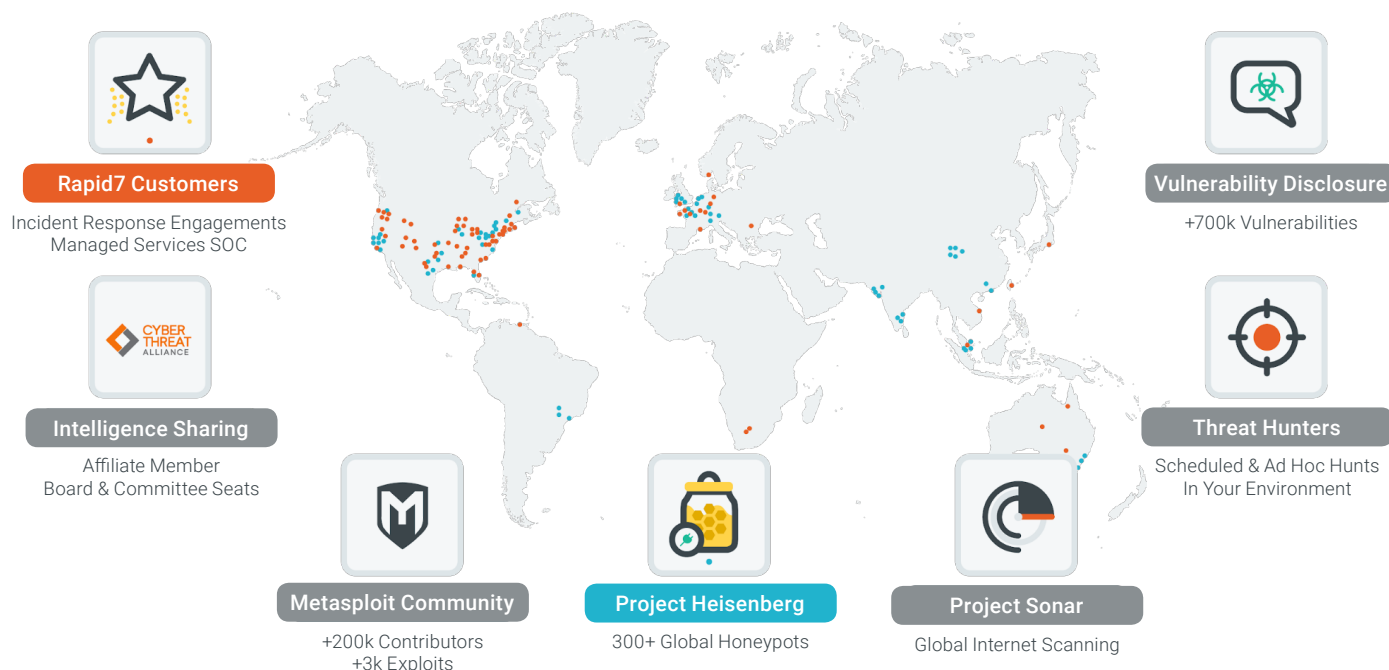 Rapid7 Customers
Incident Response Engagements
Managed Services SOC
CYBER
THREAT
ALLIANCE
Intelligence Sharing
Affiliate Member
Board & Committee Seats
Metasploit Community
+200k Contributors
+3k Exploits
Project Heisenberg
300+ Global Honeypots
Project Sonar
Global Internet Scanning
Vulnerability Disclosure
+700k Vulnerabilities
Threat Hunters
Scheduled & Ad Hoc Hunts
In Your Environment